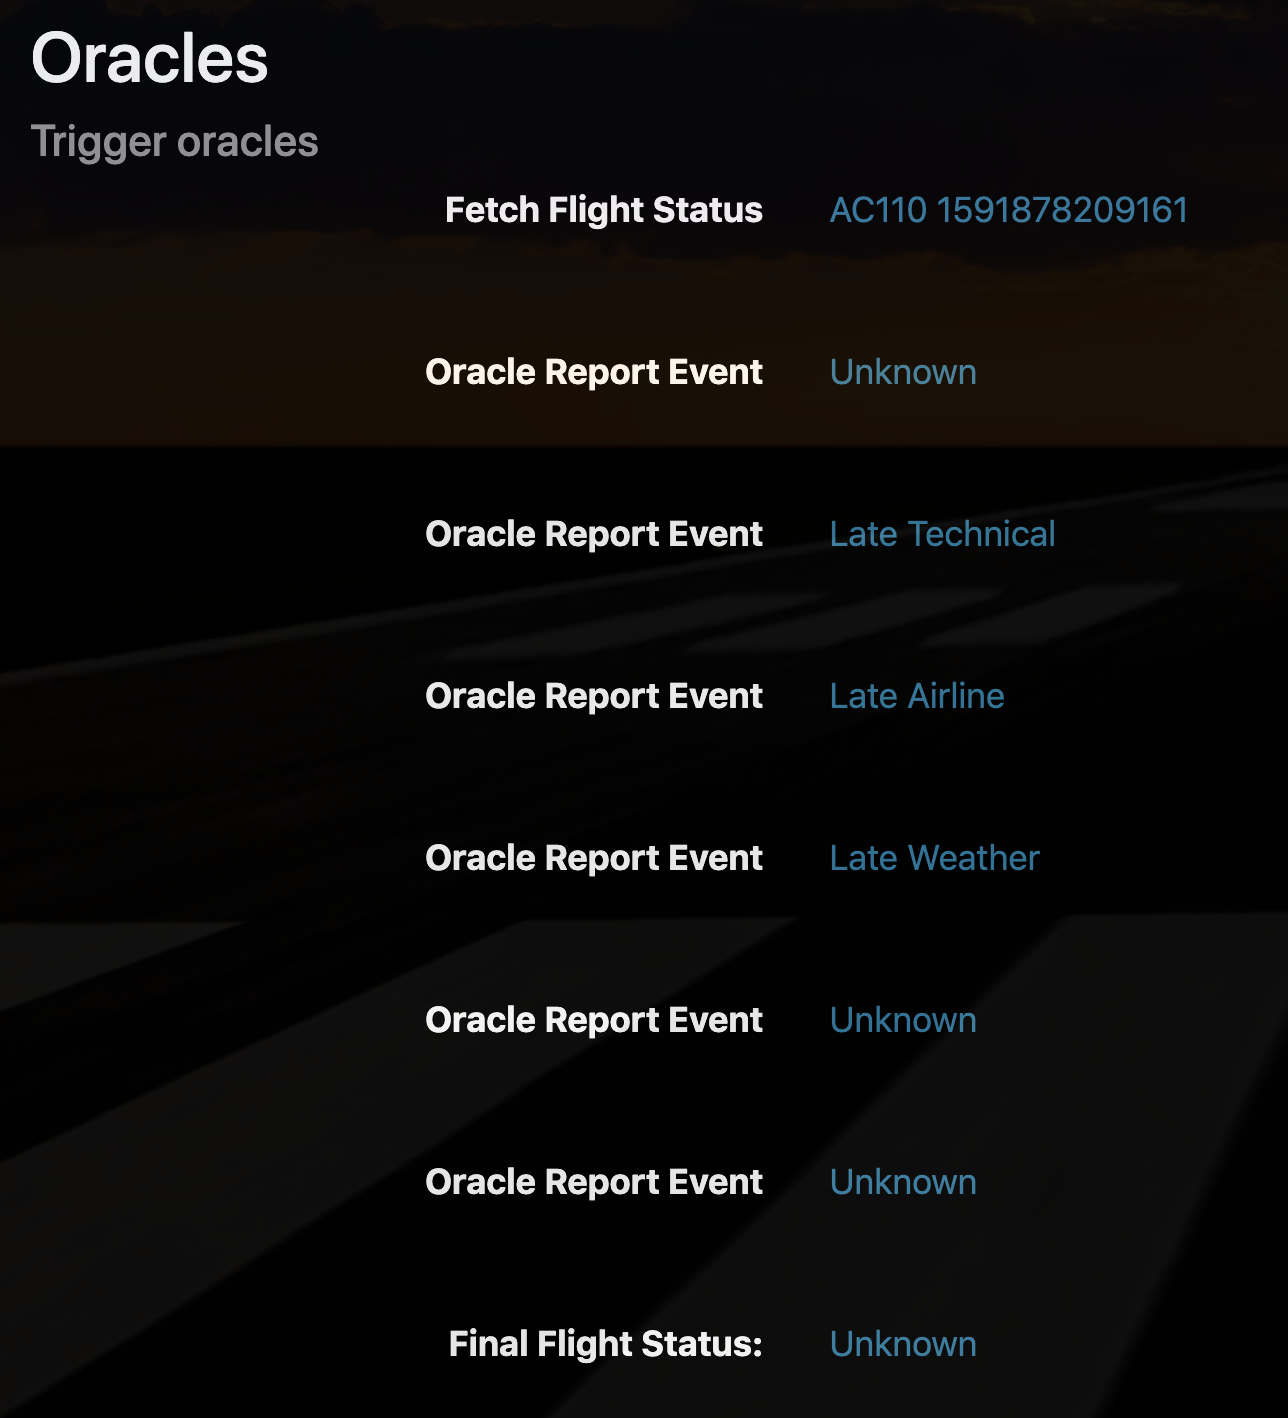 Oracles
Trigger oracles
Fetch Flight Status AC110 1591878209161
Oracle Report Event Unknown
Oracle Report Event Late Technical
Oracle Report Event Late Airline
Oracle Report Event Late Weather
Oracle Report Event Unknown
Oracle Report Event Unknown
Final Flight Status: Unknown